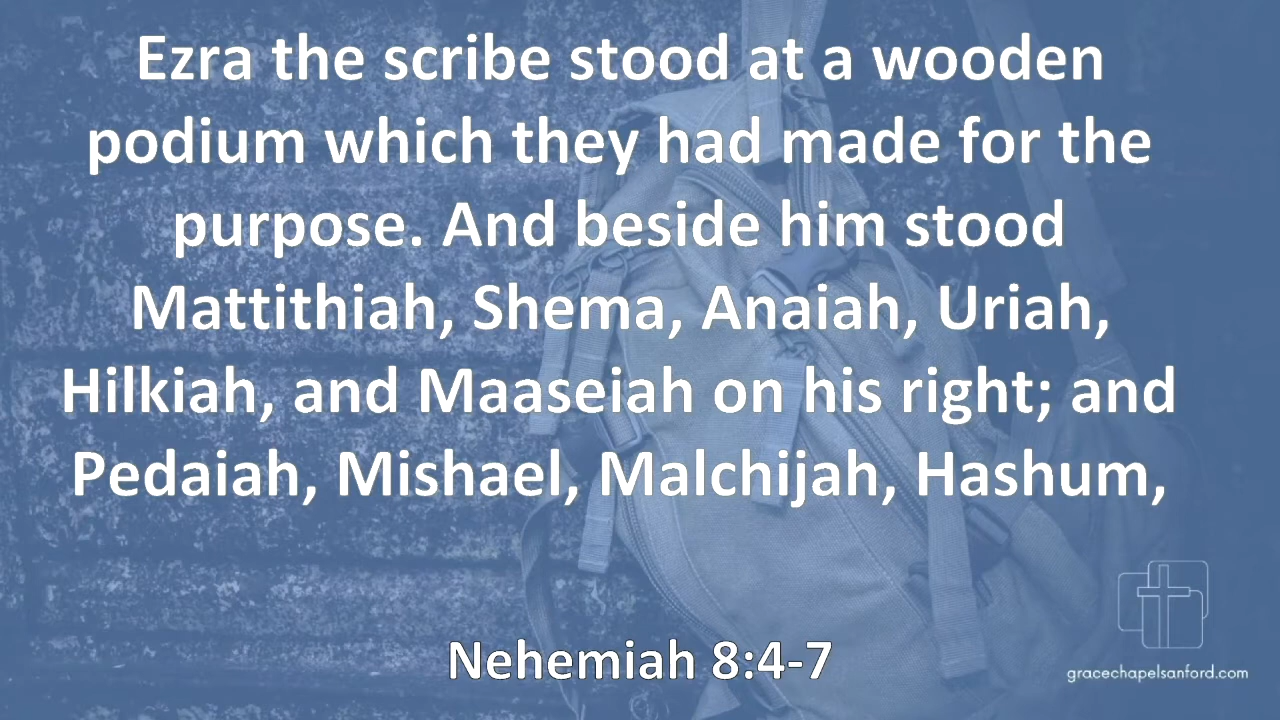 Ezra the scribe stood at a wooden
podium which they had made for the
purpose. And beside him stood
Mattithiah, Shema, Anaiah, Uriah,
Hilkiah, and Maaseiah on his right; and
Pedaiah, Mishael, Malchijah, Hashum,
Nehemiah 8:4-7
gracechapelsanford.com